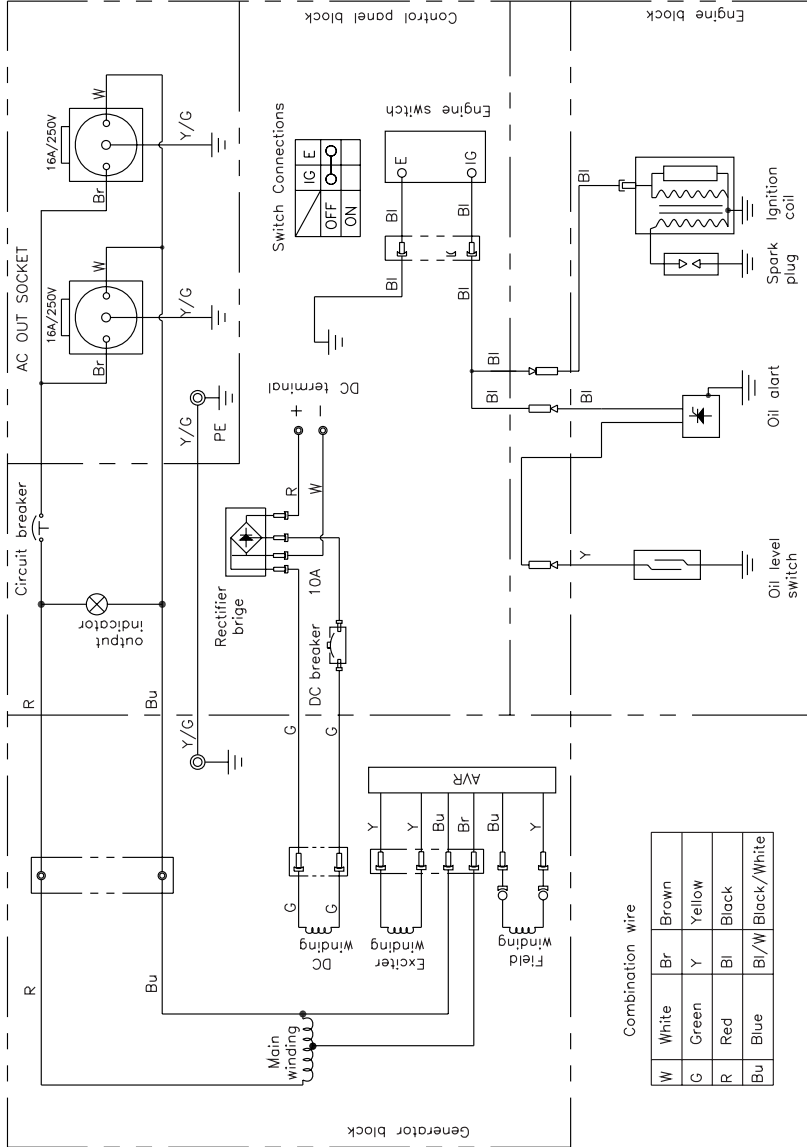 Engine block
Control panel block
Generator block
AC OUT SOCKET
16A/250V
16A/250V
W
Y/G
Br
W
Y/G
Br
Y/G
PE
Circuit breaker
output
indicator
R
Bu
Y/G
R
Bu
Switch Connections
IG
E
OFF
ON
Engine switch
E
IG
Bl
Bl
Bl
Bl
Bl
Bl
Bl
Bl
DC terminal
+
−
R
W
Rectifier
brige
10A
DC breaker
G
G
G
G
DC
winding
AVR
Y
Y
Bu
Br
Bu
Y
Exciter
winding
Field
winding
Main
winding
Ignition
coil
Spark
plug
Oil alart
Y
Oil level
switch
Combination wire
W White Br Brown
G Green Y Yellow
R Red Bl Black
Bu Blue Bl/W Black/White